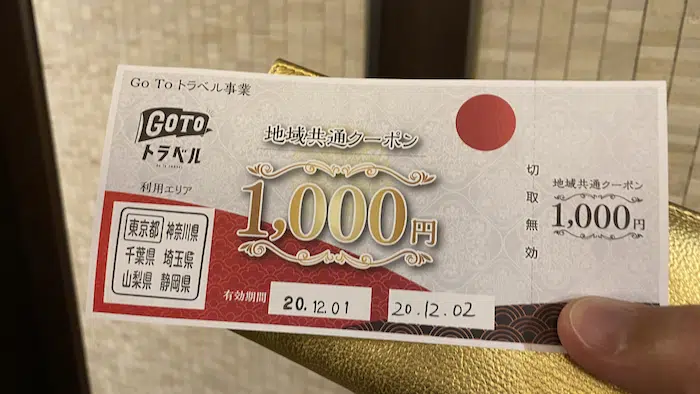 Go To トラベル事業
GOTO
トラベル
地域共通クーポン
1,000円
利用エリア
東京都 神奈川県
千葉県 埼玉県
山梨県 静岡県
有効期間 20.12.01 20.12.02
切取無効
地域共通クーポン
1,000円